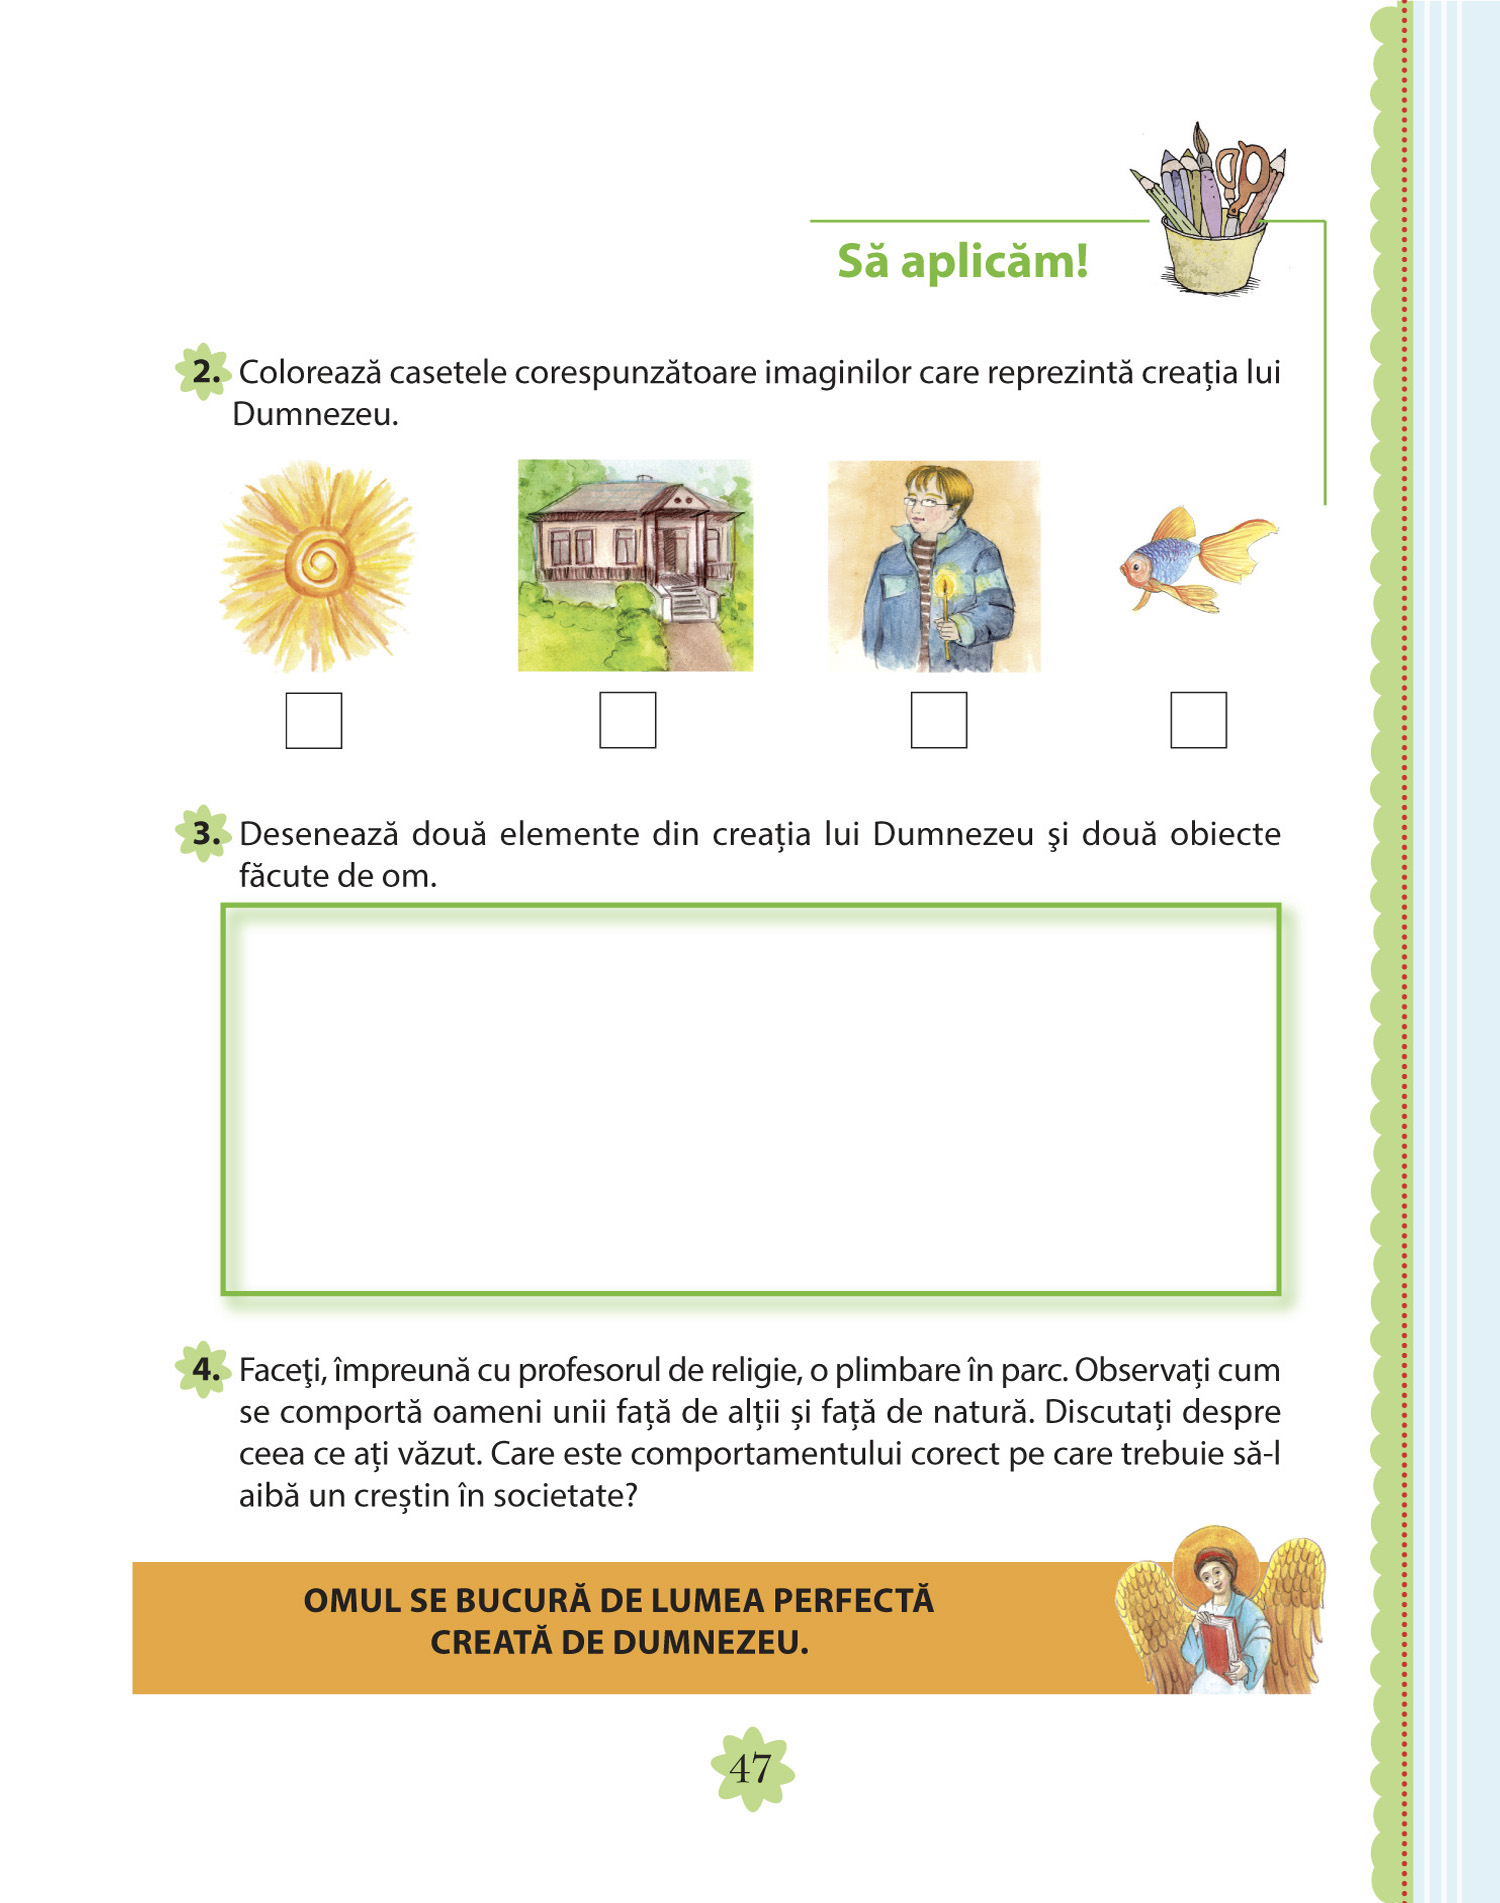 Să aplicăm!
2. Colorează casetele corespunzătoare imaginilor care reprezintă creația lui
Dumnezeu.
3. Desenează două elemente din creația lui Dumnezeu şi două obiecte
făcute de om.
4. Faceţi, împreună cu profesorul de religie, o plimbare în parc. Observați cum
se comportă oameni unii față de alții și față de natură. Discutați despre
ceea ce ați văzut. Care este comportamentului corect pe care trebuie să-l
aibă un creștin în societate?
OMUL SE BUCURĂ DE LUMEA PERFECTĂ
CREATĂ DE DUMNEZEU.
47